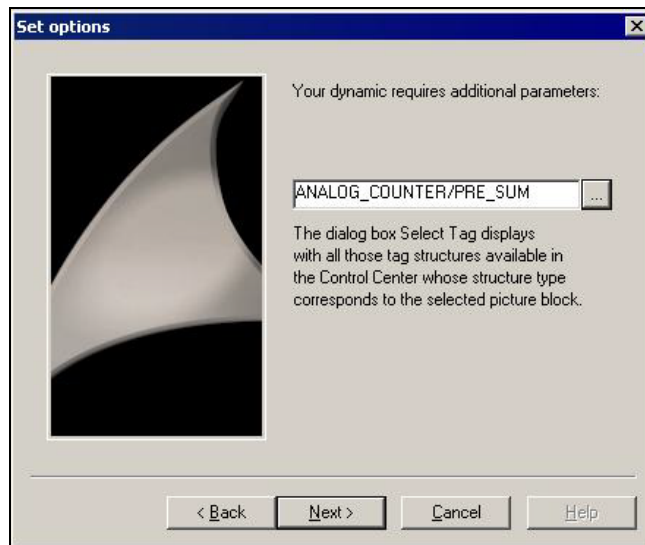 Set options
Your dynamic requires additional parameters:
ANALOG_COUNTER/PRE_SUM
...
The dialog box Select Tag displays
with all those tag structures available in
the Control Center whose structure type
corresponds to the selected picture block.
< Back
Next >
Cancel
Help